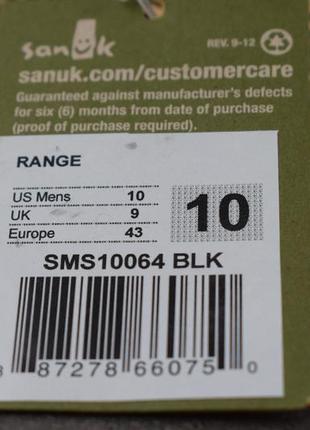 sanuk
REV. 9-12
sanuk.com/customercare
Guaranteed against manufacturer's defects
for six (6) months from date of purchase
(proof of purchase required).
RANGE
US Mens 10
UK 9
Europe 43
10
SMS10064 BLK
87278 66075 0